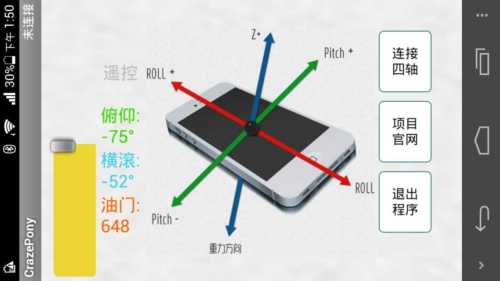 下午 1:50
30%
未连接
CrazePony
遥控
俯仰:
-75°
横滚:
-52°
油门:
648
Z+
Pitch +
ROLL +
ROLL
Pitch -
重力方向
连接
四轴
项目
官网
退出
程序